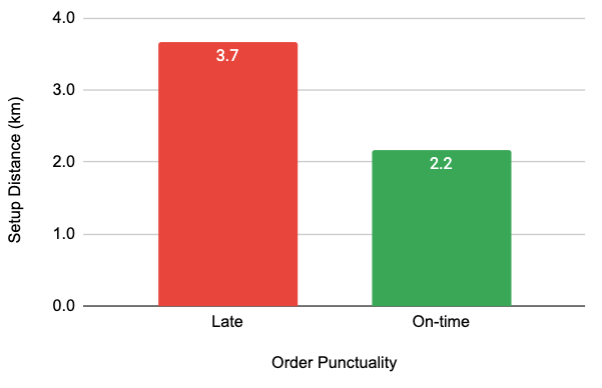 4.0
3.0
2.0
1.0
0.0
Setup Distance (km)
3.7
2.2
Late
On-time
Order Punctuality